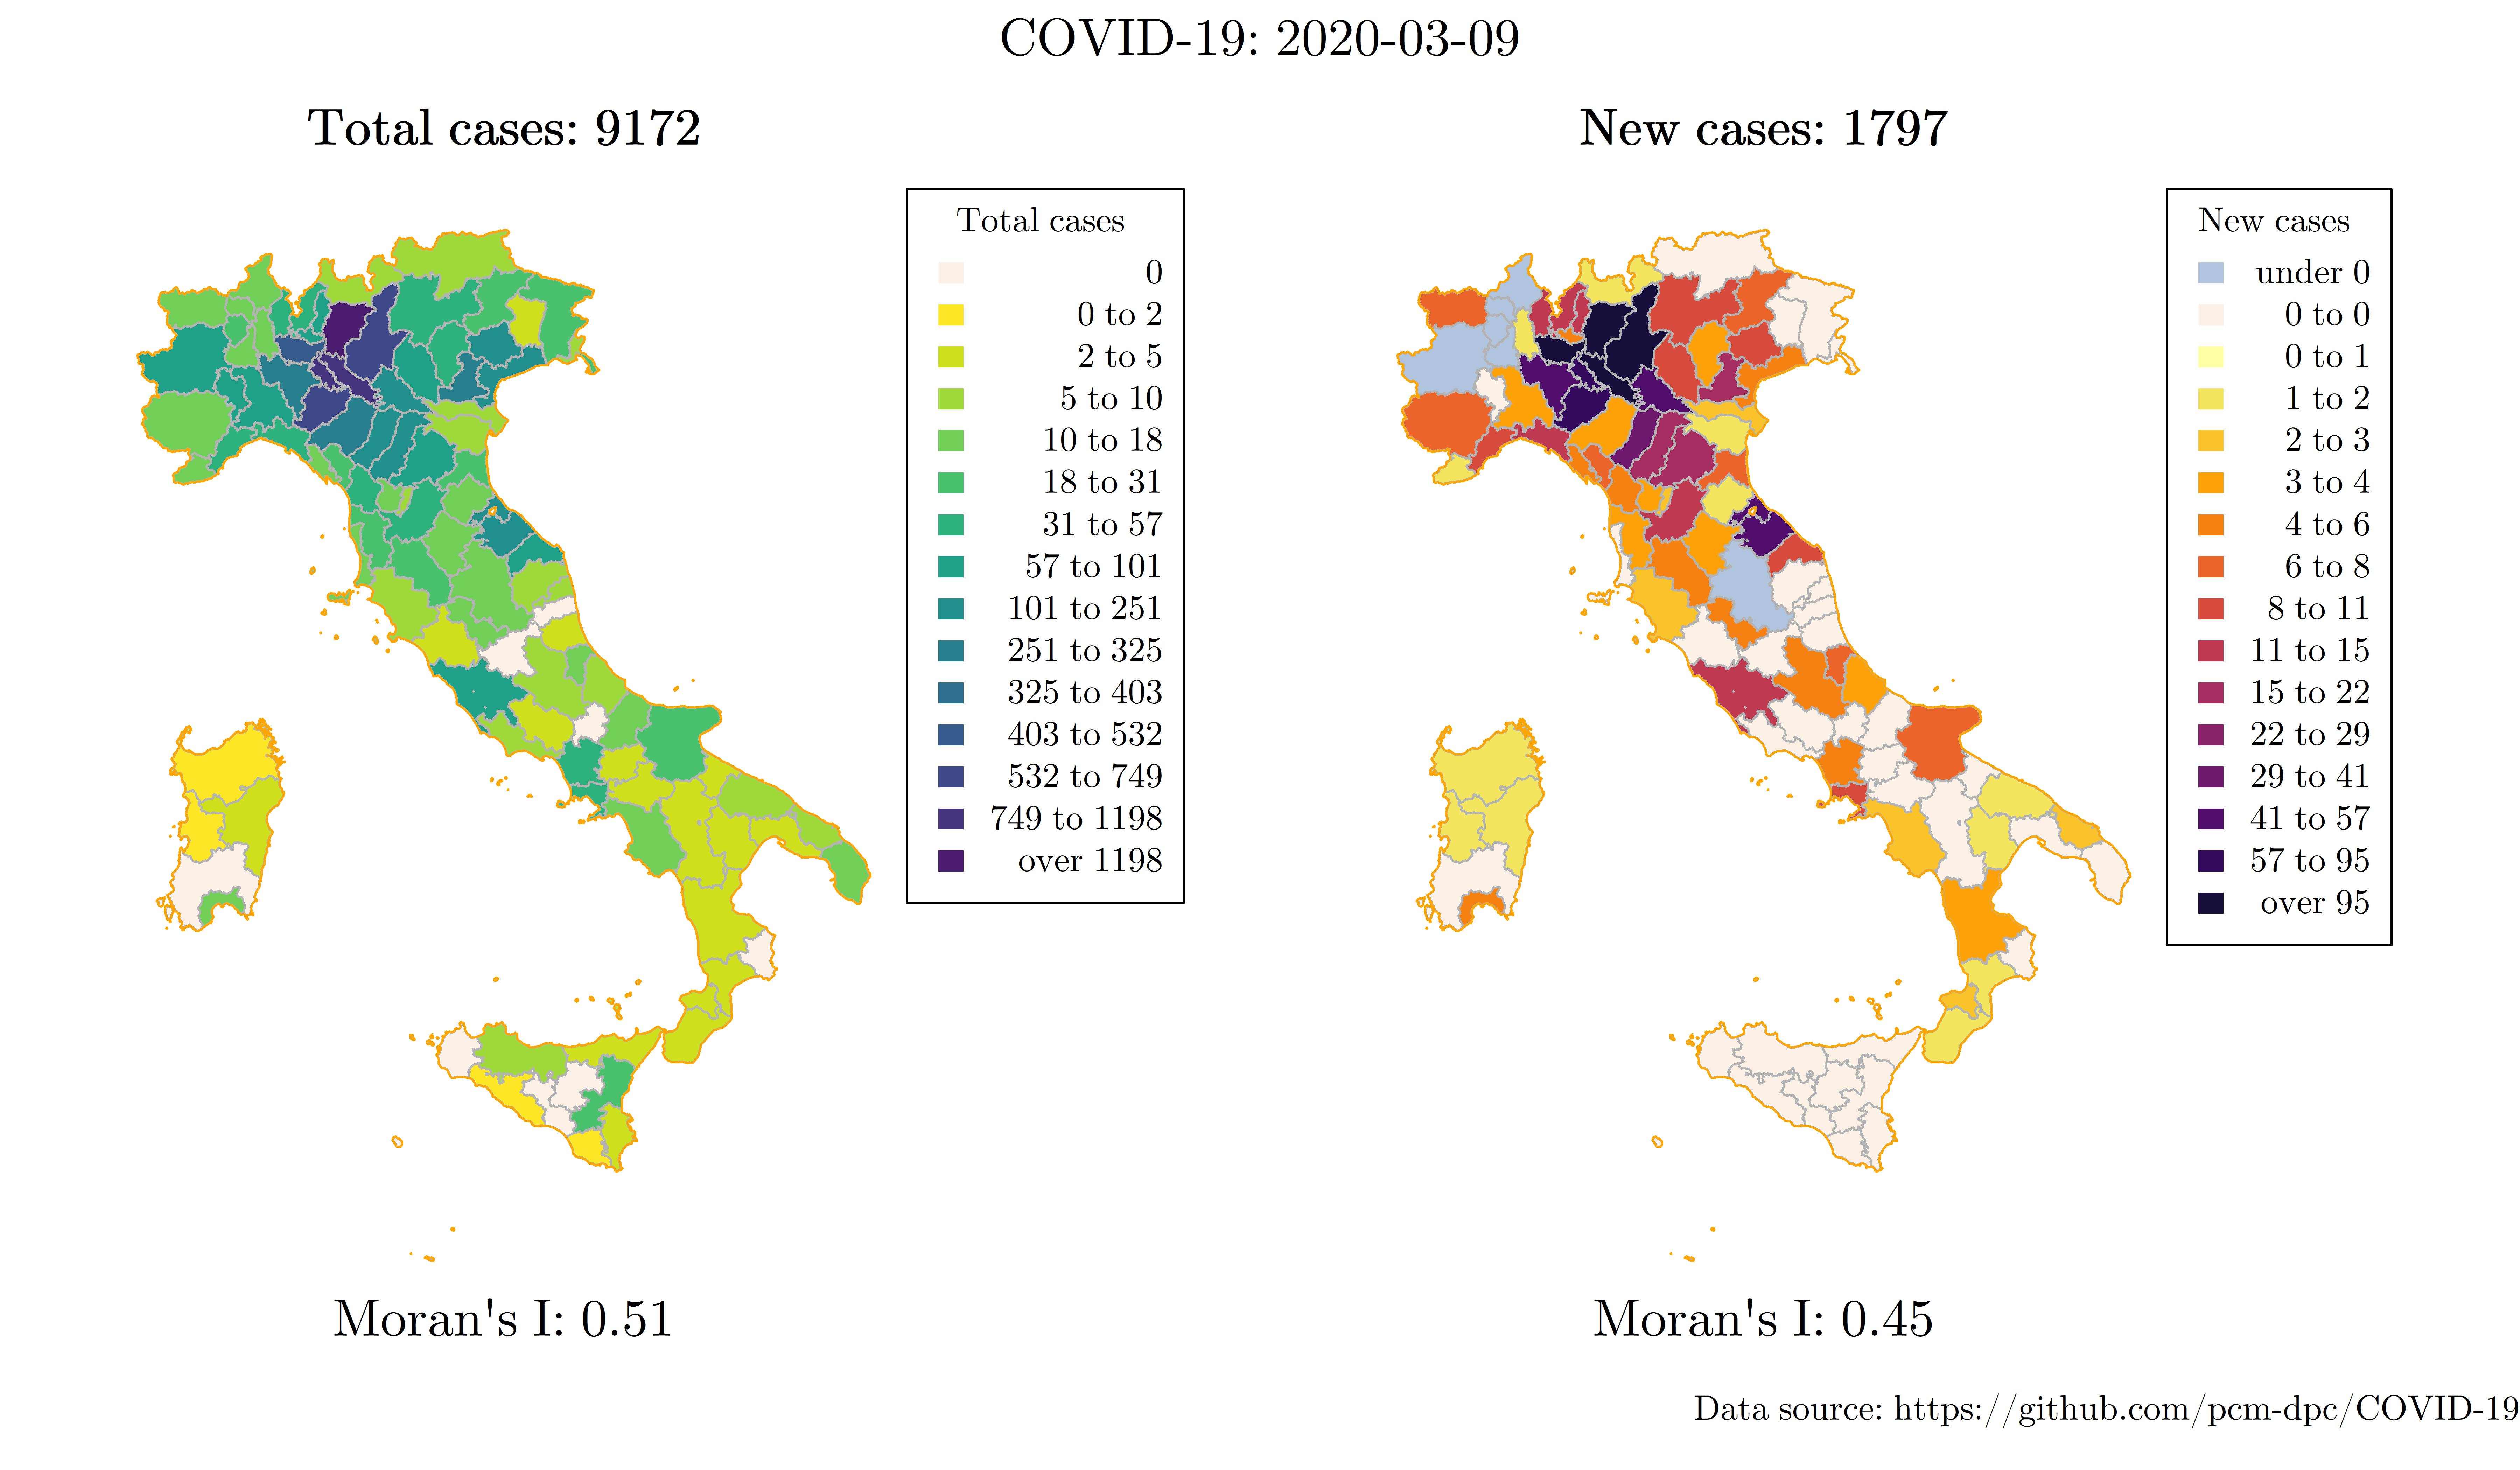 COVID-19: 2020-03-09
Total cases: 9172
Total cases
0
0 to 2
2 to 5
5 to 10
10 to 18
18 to 31
31 to 57
57 to 101
101 to 251
251 to 325
325 to 403
403 to 532
532 to 749
749 to 1198
over 1198
Moran's I: 0.51
New cases: 1797
New cases
under 0
0 to 0
0 to 1
1 to 2
2 to 3
3 to 4
4 to 6
6 to 8
8 to 11
11 to 15
15 to 22
22 to 29
29 to 41
41 to 57
57 to 95
over 95
Moran's I: 0.45
Data source: https://github.com/pcm-dpc/COVID-19